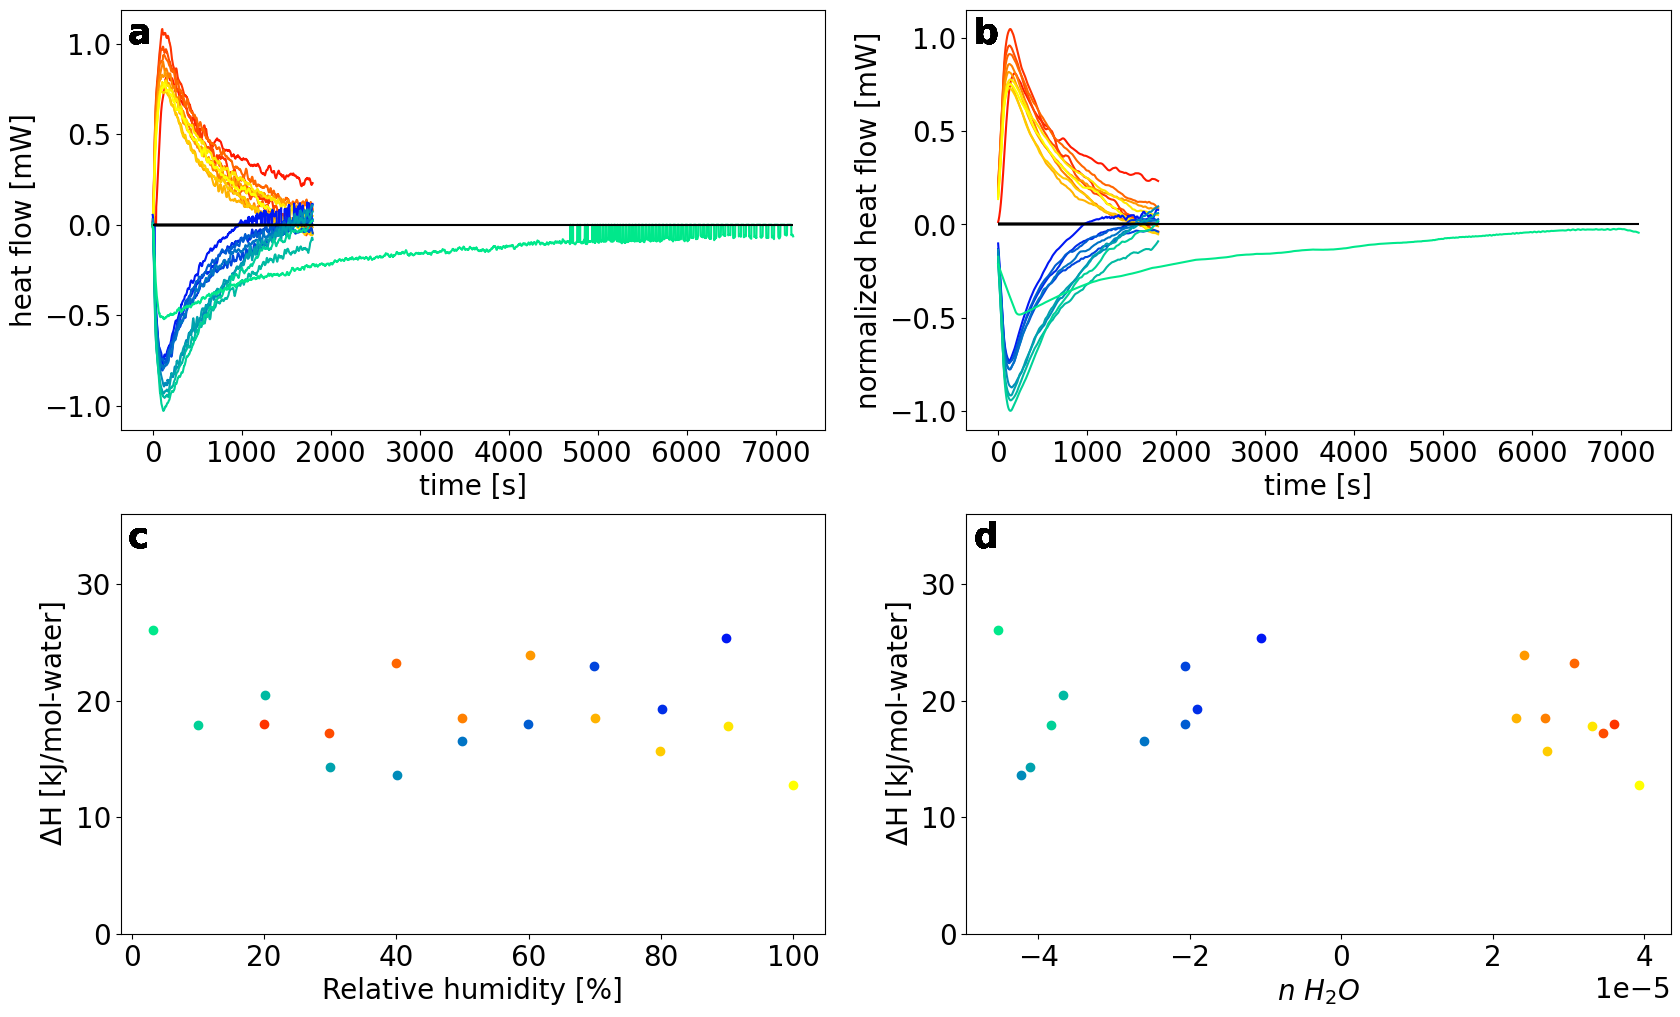 a
1.0
0.5
0.0
−0.5
−1.0
heat flow [mW]
0 1000 2000 3000 4000 5000 6000 7000
time [s]
b
1.0
0.5
0.0
−0.5
−1.0
normalized heat flow [mW]
0 1000 2000 3000 4000 5000 6000 7000
time [s]
c
30
20
10
0
ΔH [kJ/mol-water]
0 20 40 60 80 100
Relative humidity [%]
d
30
20
10
0
ΔH [kJ/mol-water]
−4 −2 0 2 4
1e−5
n H₂O